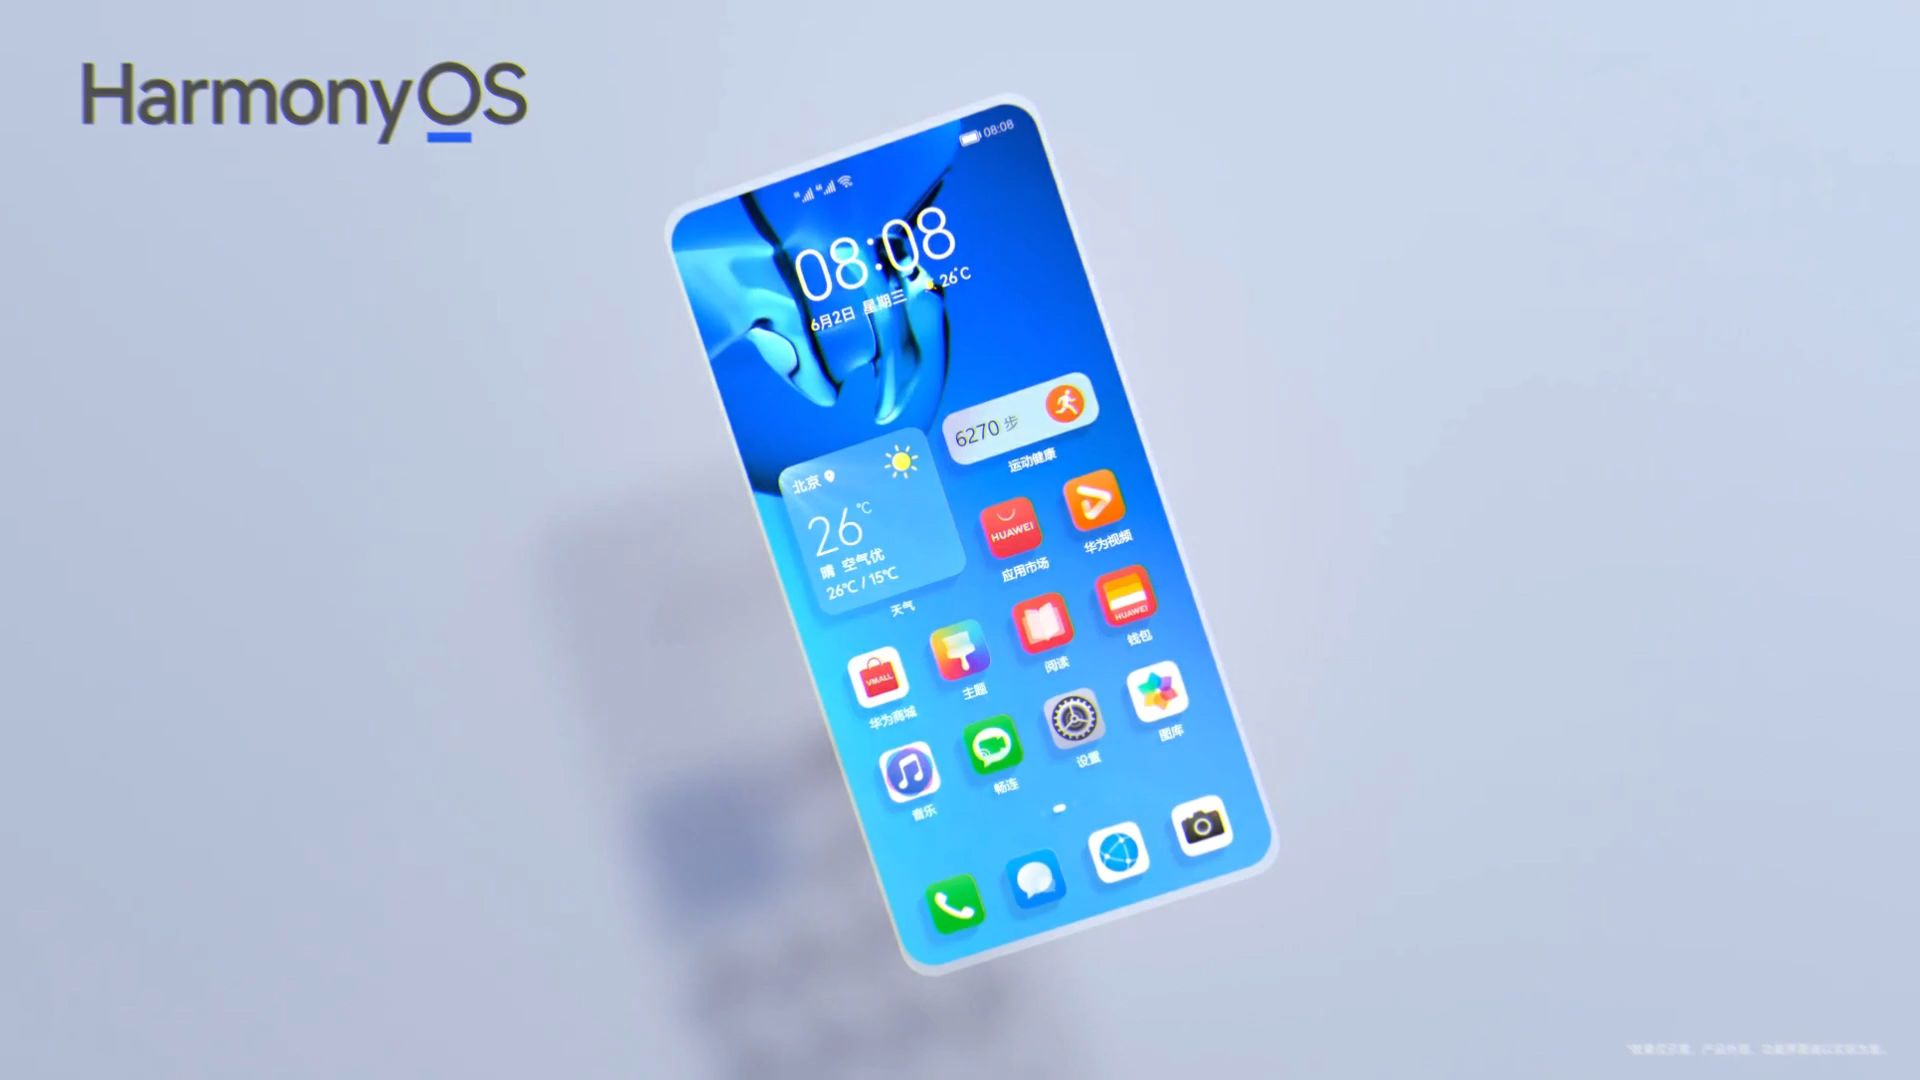 HarmonyOS
08:08
08:08
6月2日 星期三 26°C
6270 步
运动健康
北京
26°C
晴 空气优
26°C / 15°C
天气
HUAWEI
应用市场
华为视频
VMALL
华为商城
主题
阅读
HUAWEI
钱包
音乐
畅连
设置
图库